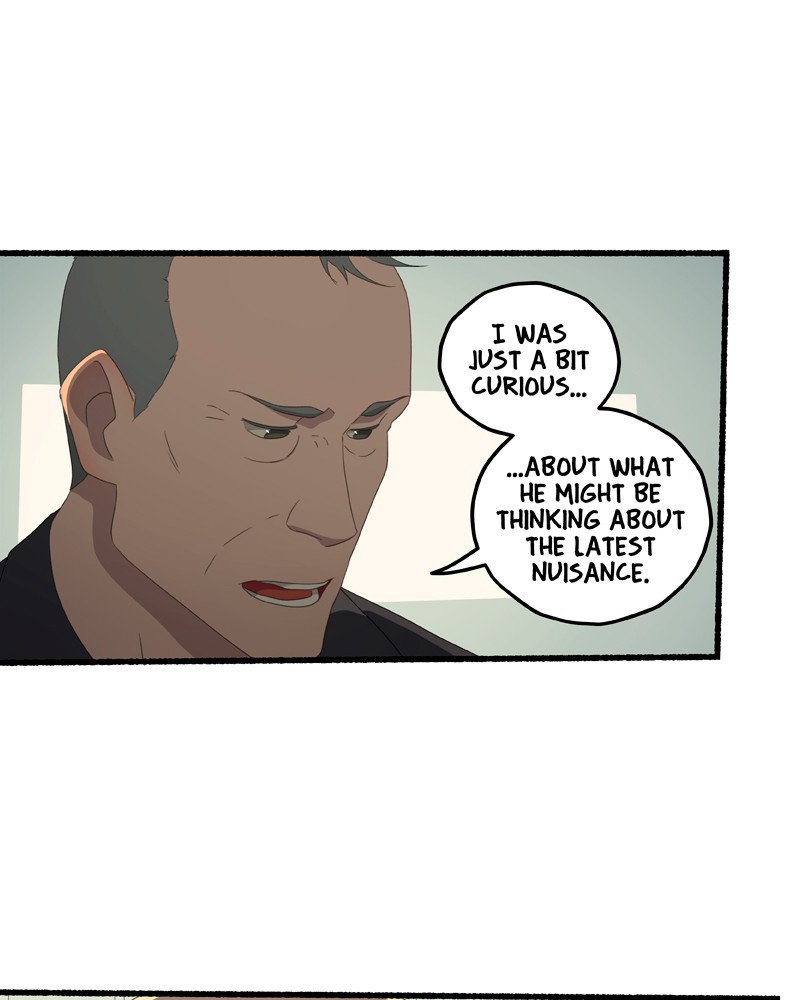 I WAS
JUST A BIT
CURIOUS...
...ABOUT WHAT
HE MIGHT BE
THINKING ABOUT
THE LATEST
NUISANCE.